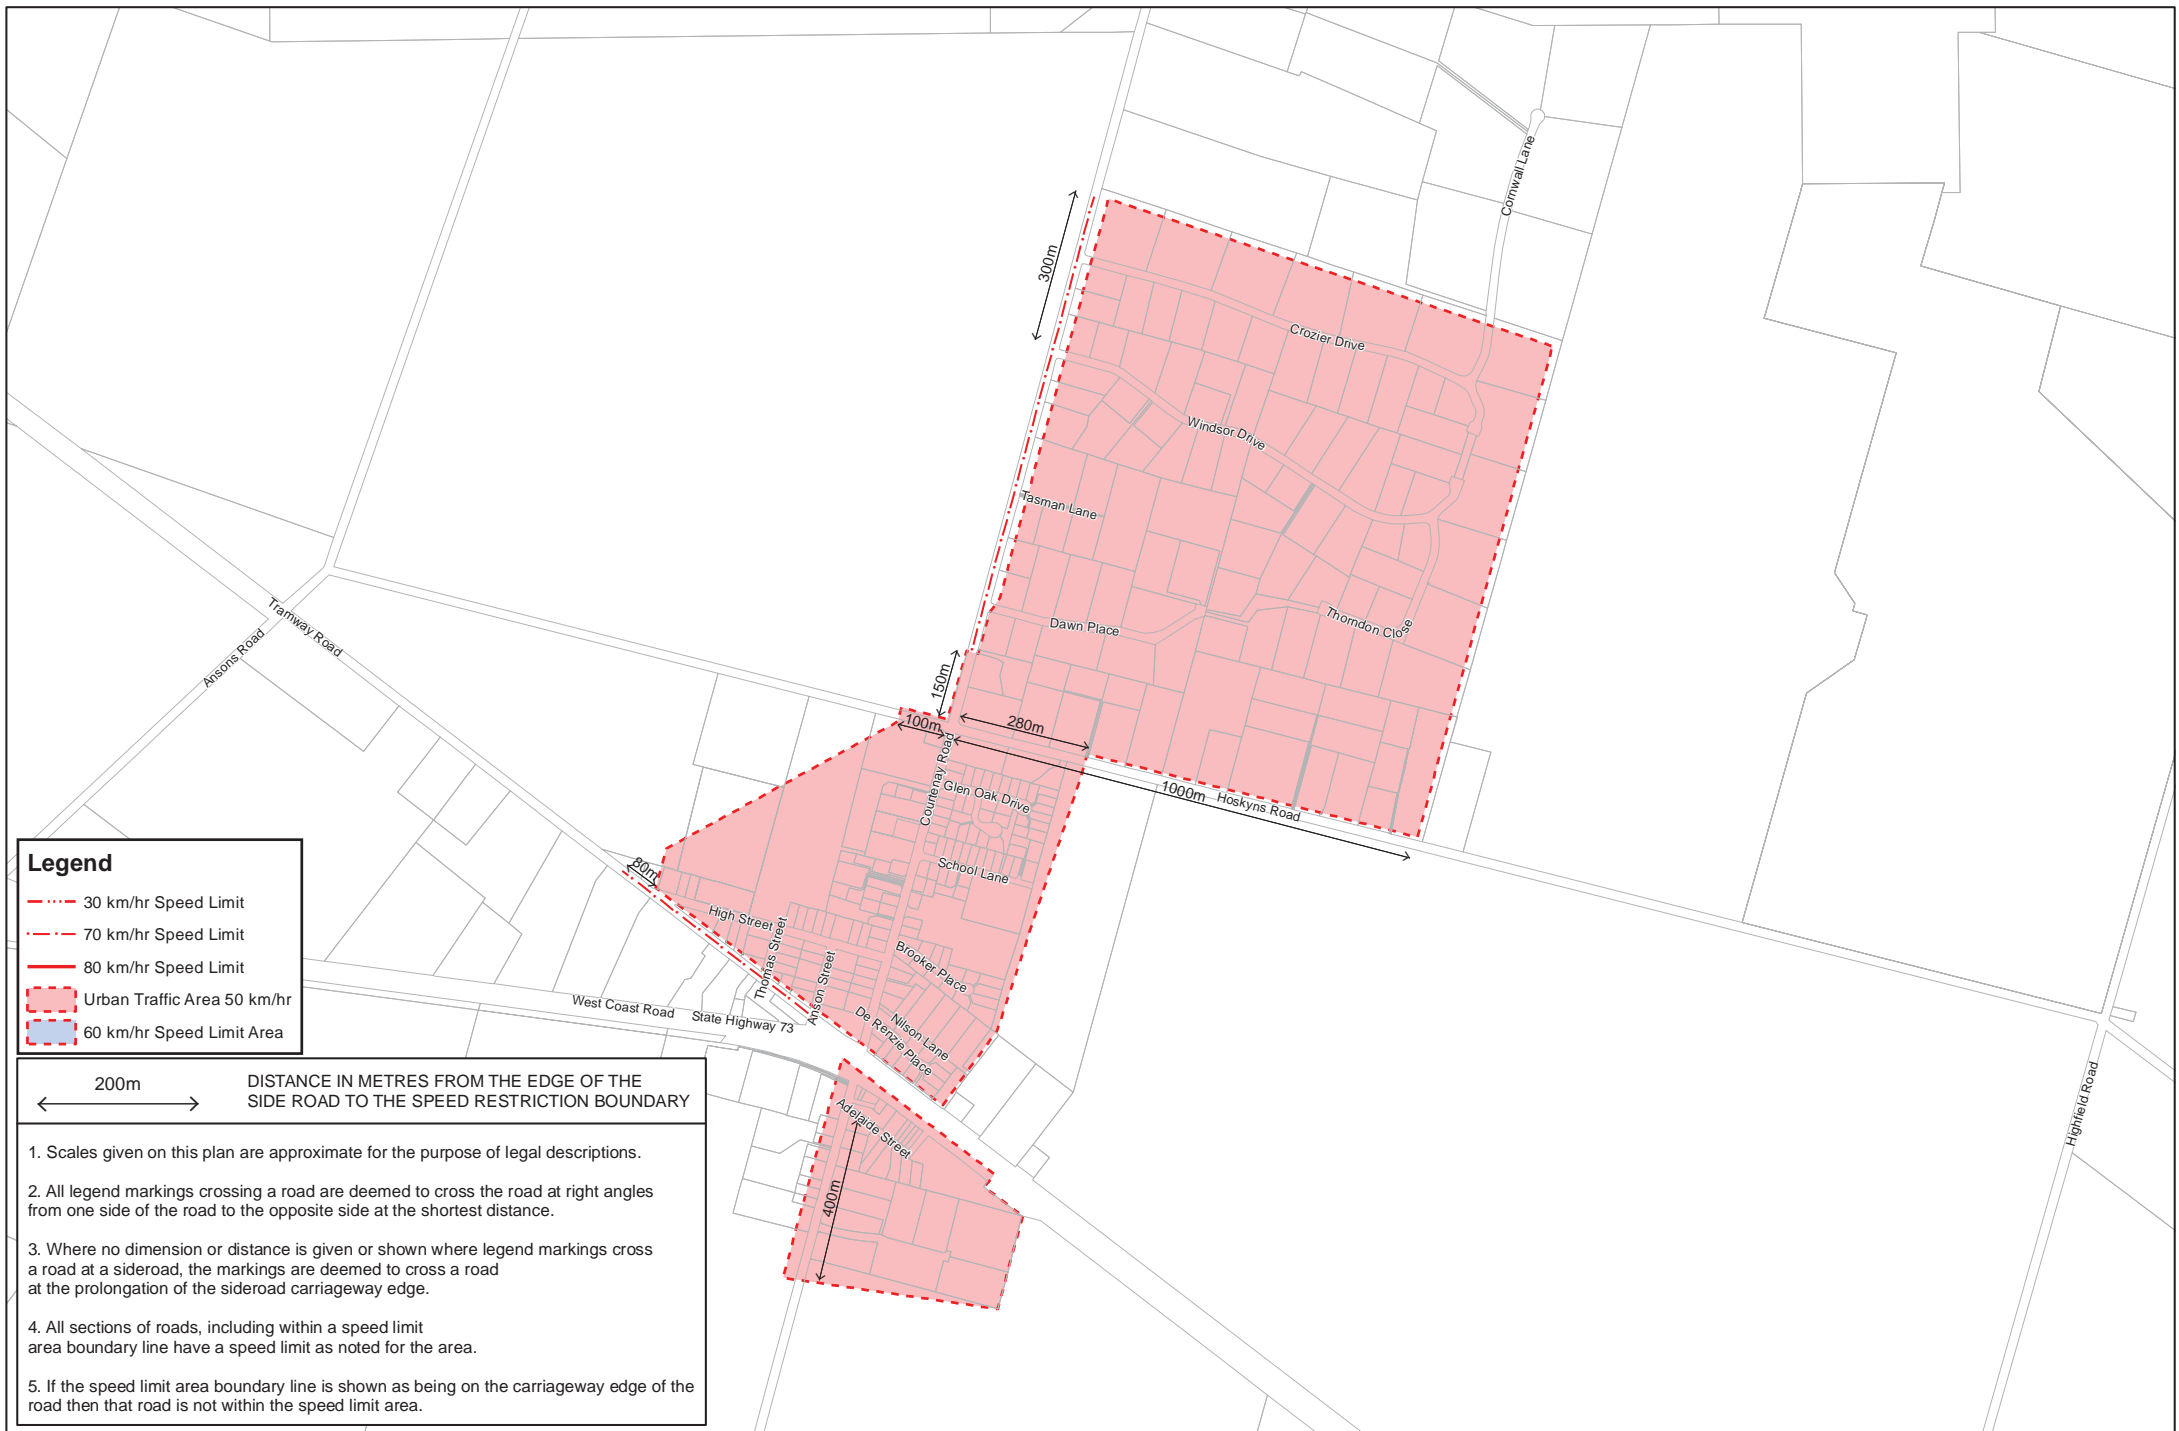 Cornwall Lane
300m
Crozier Drive
Windsor Drive
Tasman Lane
Tramway Road
Ansons Road
Dawn Place
Thorndon Close
150m
100m
280m
1000m
Hoskyns Road
Courtenay Road
Glen Oak Drive
School Lane
80m
High Street
Thomas Street
Anson Street
Brooker Place
Nilson Lane
De Renzie Place
West Coast Road
State Highway 73
Adelaide Street
400m
Highfield Road
Legend
30 km/hr Speed Limit
70 km/hr Speed Limit
80 km/hr Speed Limit
Urban Traffic Area 50 km/hr
60 km/hr Speed Limit Area
200m
DISTANCE IN METRES FROM THE EDGE OF THE
SIDE ROAD TO THE SPEED RESTRICTION BOUNDARY
1. Scales given on this plan are approximate for the purpose of legal descriptions.
2. All legend markings crossing a road are deemed to cross the road at right angles
from one side of the road to the opposite side at the shortest distance.
3. Where no dimension or distance is given or shown where legend markings cross
a road at a sideroad, the markings are deemed to cross a road
at the prolongation of the sideroad carriageway edge.
4. All sections of roads, including within a speed limit
area boundary line have a speed limit as noted for the area.
5. If the speed limit area boundary line is shown as being on the carriageway edge of the
road then that road is not within the speed limit area.